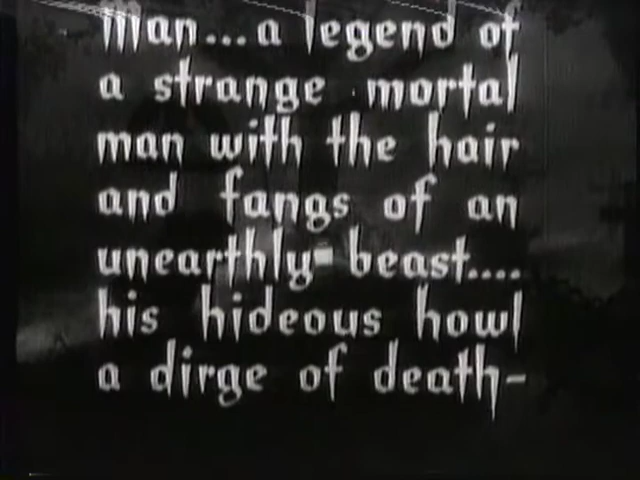 man...a legend of
a strange mortal
man with the hair
and fangs of an
unearthly beast....
his hideous howl
a dirge of death-